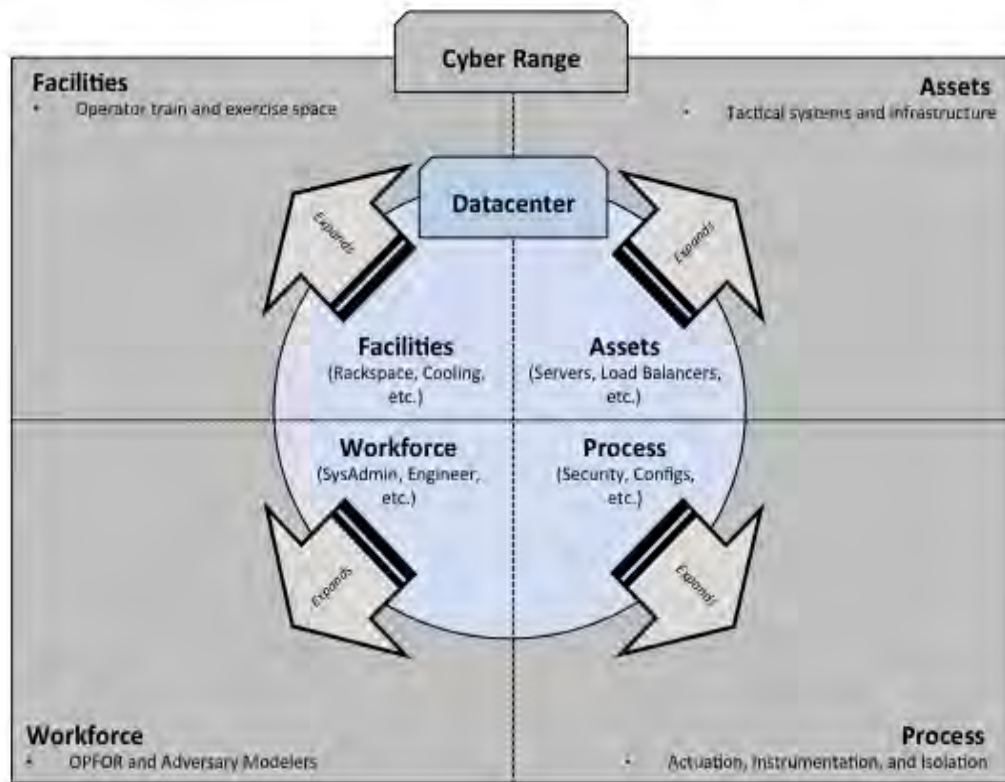 Cyber Range
Facilities
• Operator train and exercise space
Assets
• Tactical systems and infrastructure
Datacenter
Expands
Expands
Facilities
(Rackspace, Cooling,
etc.)
Assets
(Servers, Load Balancers,
etc.)
Workforce
(SysAdmin, Engineer,
etc.)
Process
(Security, Configs,
etc.)
Expands
Expands
Workforce
• OPFOR and Adversary Modelers
Process
• Actuation, Instrumentation, and Isolation